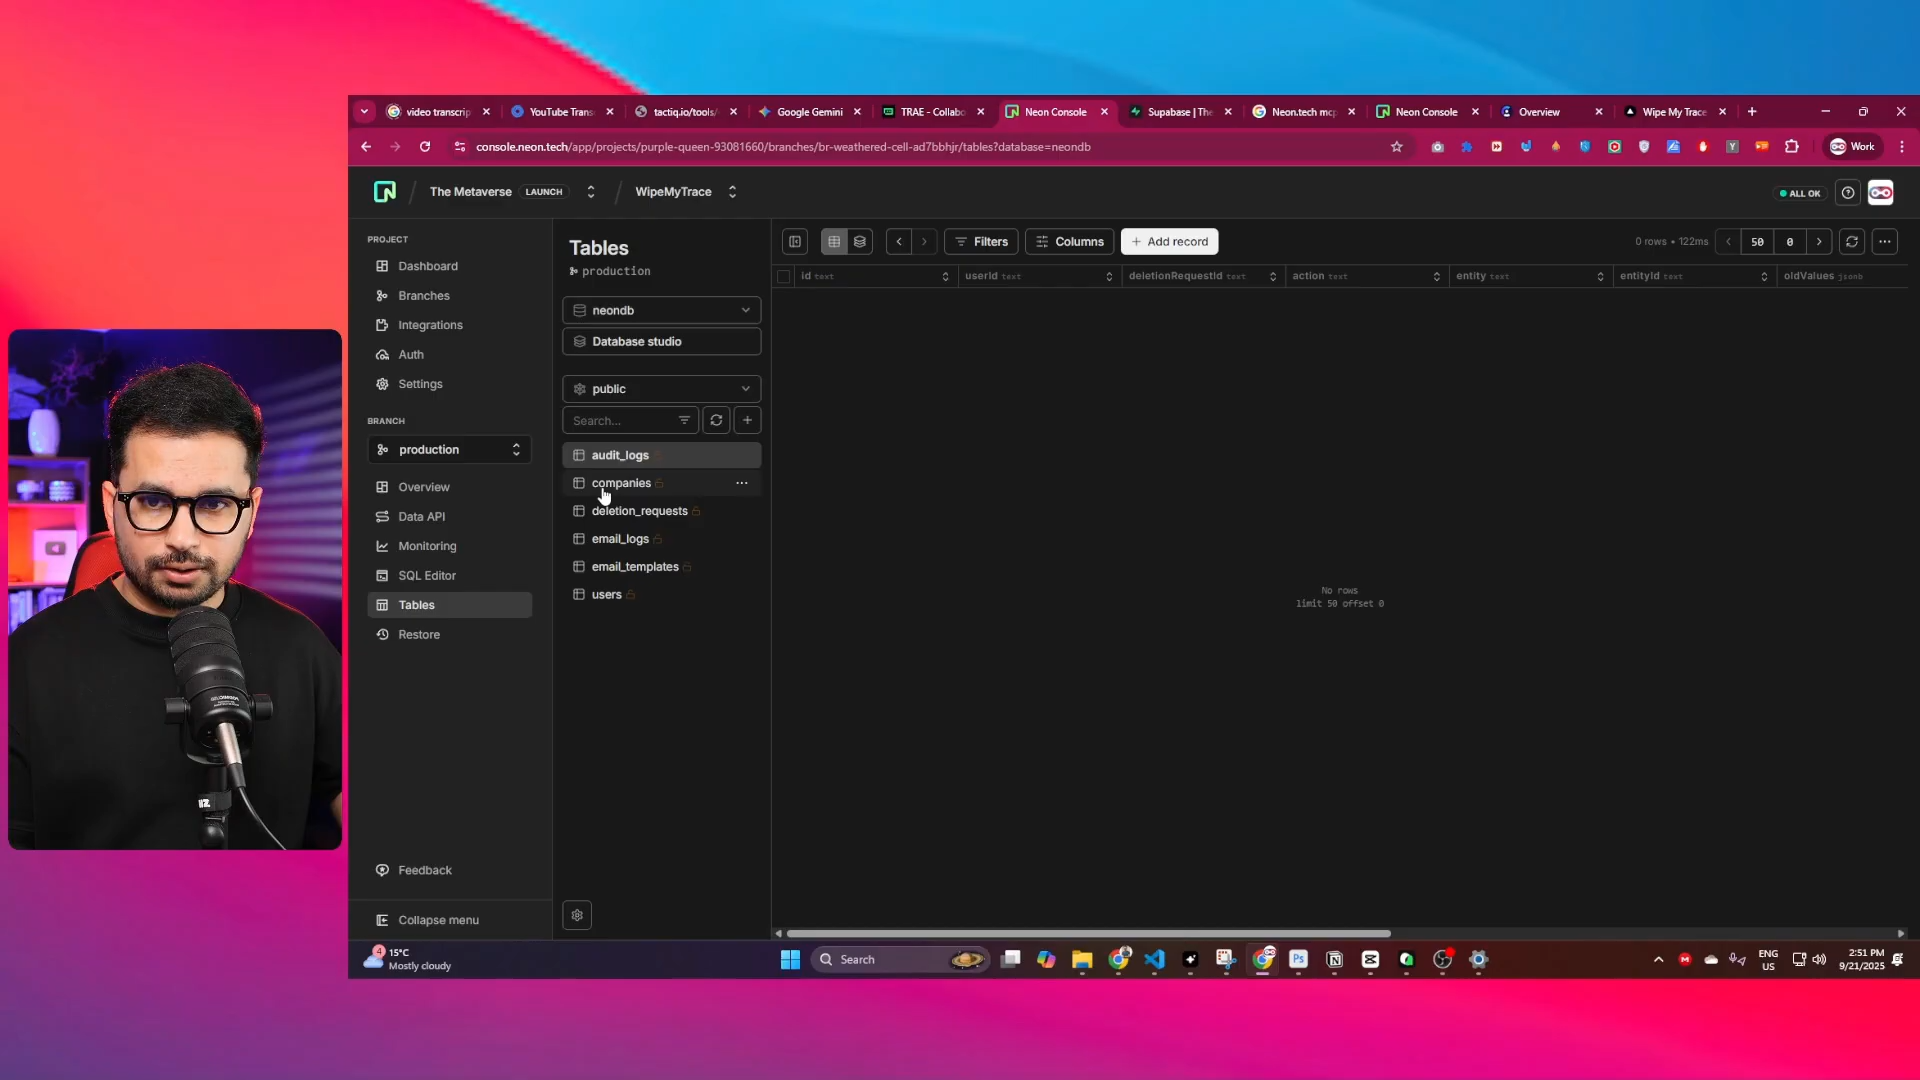 video transcrip
YouTube Trans
tactiq.io/tools/
Google Gemini
TRAE - Collabo
Neon Console
Supabase | The
Neon.tech mcp
Neon Console
Overview
Wipe My Trace
console.neon.tech/app/projects/purple-queen-93081660/branches/br-weathered-cell-ad7bbhjr/tables?database=neondb
Work
The Metaverse LAUNCH / WipeMyTrace
ALL OK
PROJECT
Dashboard
Branches
Integrations
Auth
Settings
BRANCH
production
Overview
Data API
Monitoring
SQL Editor
Tables
Restore
Feedback
Collapse menu
Tables
production
neondb
Database studio
public
Search...
audit_logs
companies
deletion_requests
email_logs
email_templates
users
Filters
Columns
+ Add record
0 rows • 122ms
50
0
id text
userId text
deletionRequestId text
action text
entity text
entityId text
oldValues jsonb
No rows
limit 50 offset 0
4
15°C
Mostly cloudy
Search
ENG
US
2:51 PM
9/21/2025